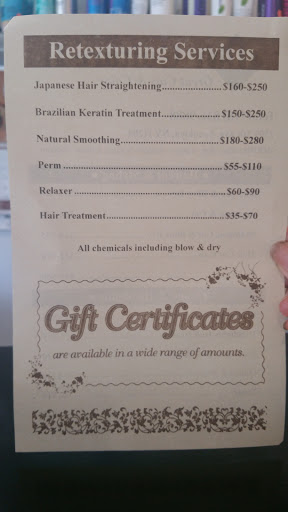 Retexturing Services
Japanese Hair Straightening......................$160-$250
Brazilian Keratin Treatment......................$150-$250
Natural Smoothing....................................$180-$280
Perm ..........................................................$55-$110
Relaxer ........................................................$60-$90
Hair Treatment............................................$35-$70
All chemicals including blow & dry
Gift Certificates
are available in a wide range of amounts.